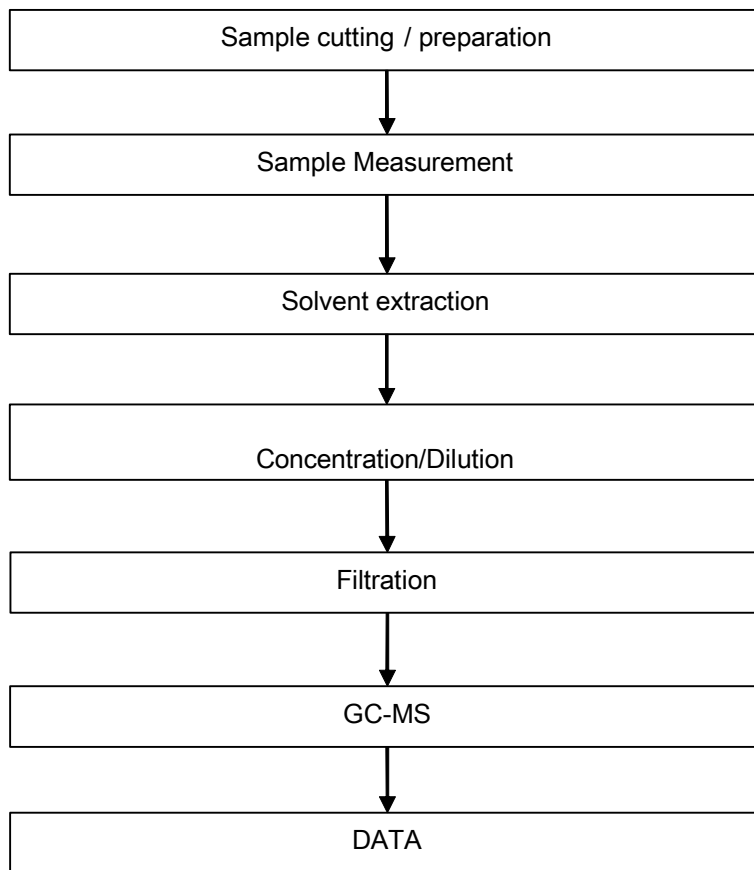 Sample cutting / preparation
Sample Measurement
Solvent extraction
Concentration/Dilution
Filtration
GC-MS
DATA